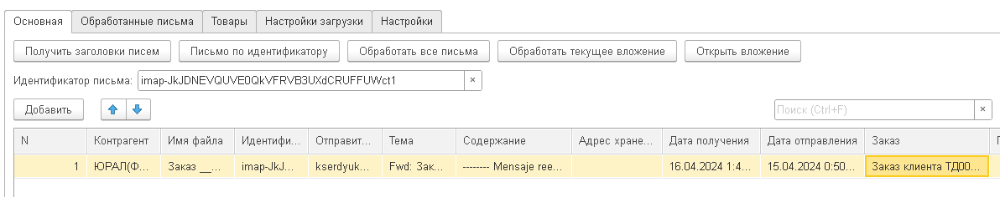 Основная Обработанные письма Товары Настройки загрузки Настройки
Получить заголовки писем Письмо по идентификатору Обработать все письма Обработать текущее вложение Открыть вложение
Идентификатор письма: imap-JkJDNEVQUVE0QkVFRVB3UXdCRUFFUWct1 ×
Добавить Поиск (Ctrl+F) ×
N Контрагент Имя файла Идентифи... Отправит... Тема Содержание Адрес хране... Дата получения Дата отправления Заказ
1 ЮРАЛ(Ф... Заказ __... imap-JkJ... kserdyuk... Fwd: Зак... -------- Mensaje ree... 16.04.2024 1:4... 15.04.2024 0:50... Заказ клиента ТД00...